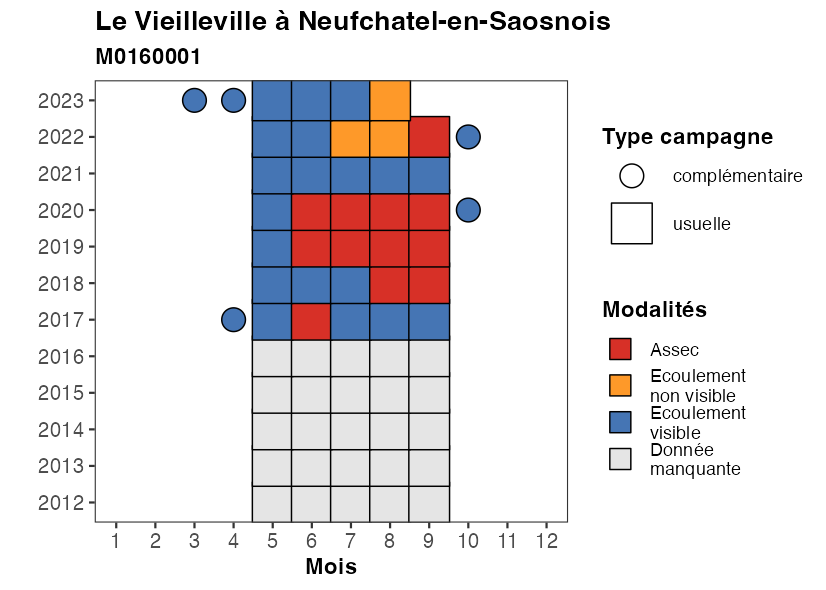 Le Vieilleville à Neufchatel-en-Saosnois
M0160001
2023
2022
2021
2020
2019
2018
2017
2016
2015
2014
2013
2012
1 2 3 4 5 6 7 8 9 10 11 12
Mois
Type campagne
complémentaire
usuelle
Modalités
Assec
Ecoulement
non visible
Ecoulement
visible
Donnée
manquante